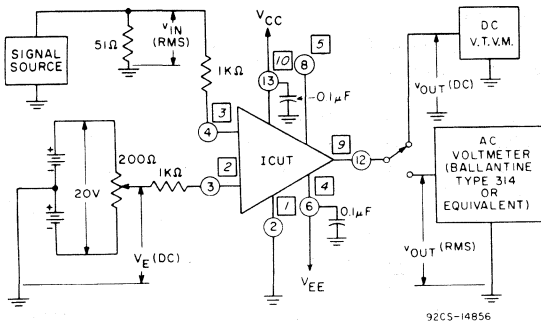 SIGNAL
SOURCE
51Ω
VIN
(RMS)
1KΩ
VCC
10
13
5
8
0.1μF
3
4
2
3
ICUT
9
12
4
6
0.1μF
1
2
VEE
200Ω
1KΩ
20V
+
-
+
-
VE (DC)
DC
V.T.V.M.
VOUT (DC)
AC
VOLTMETER
(BALLANTINE
TYPE 314
OR
EQUIVALENT)
VOUT (RMS)
92CS-14856